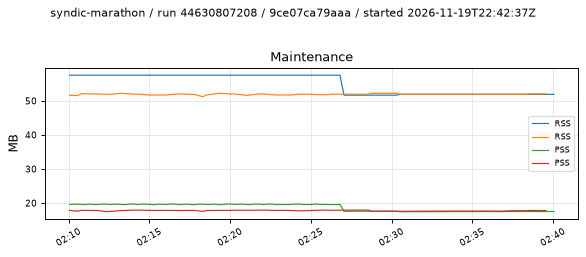 syndic-marathon / run 44630807208 / 9ce07ca79aaa / started 2026-11-19T22:42:37Z
Maintenance
MB
50
40
30
20
RSS
RSS
PSS
PSS
02:10
02:15
02:20
02:25
02:30
02:35
02:40